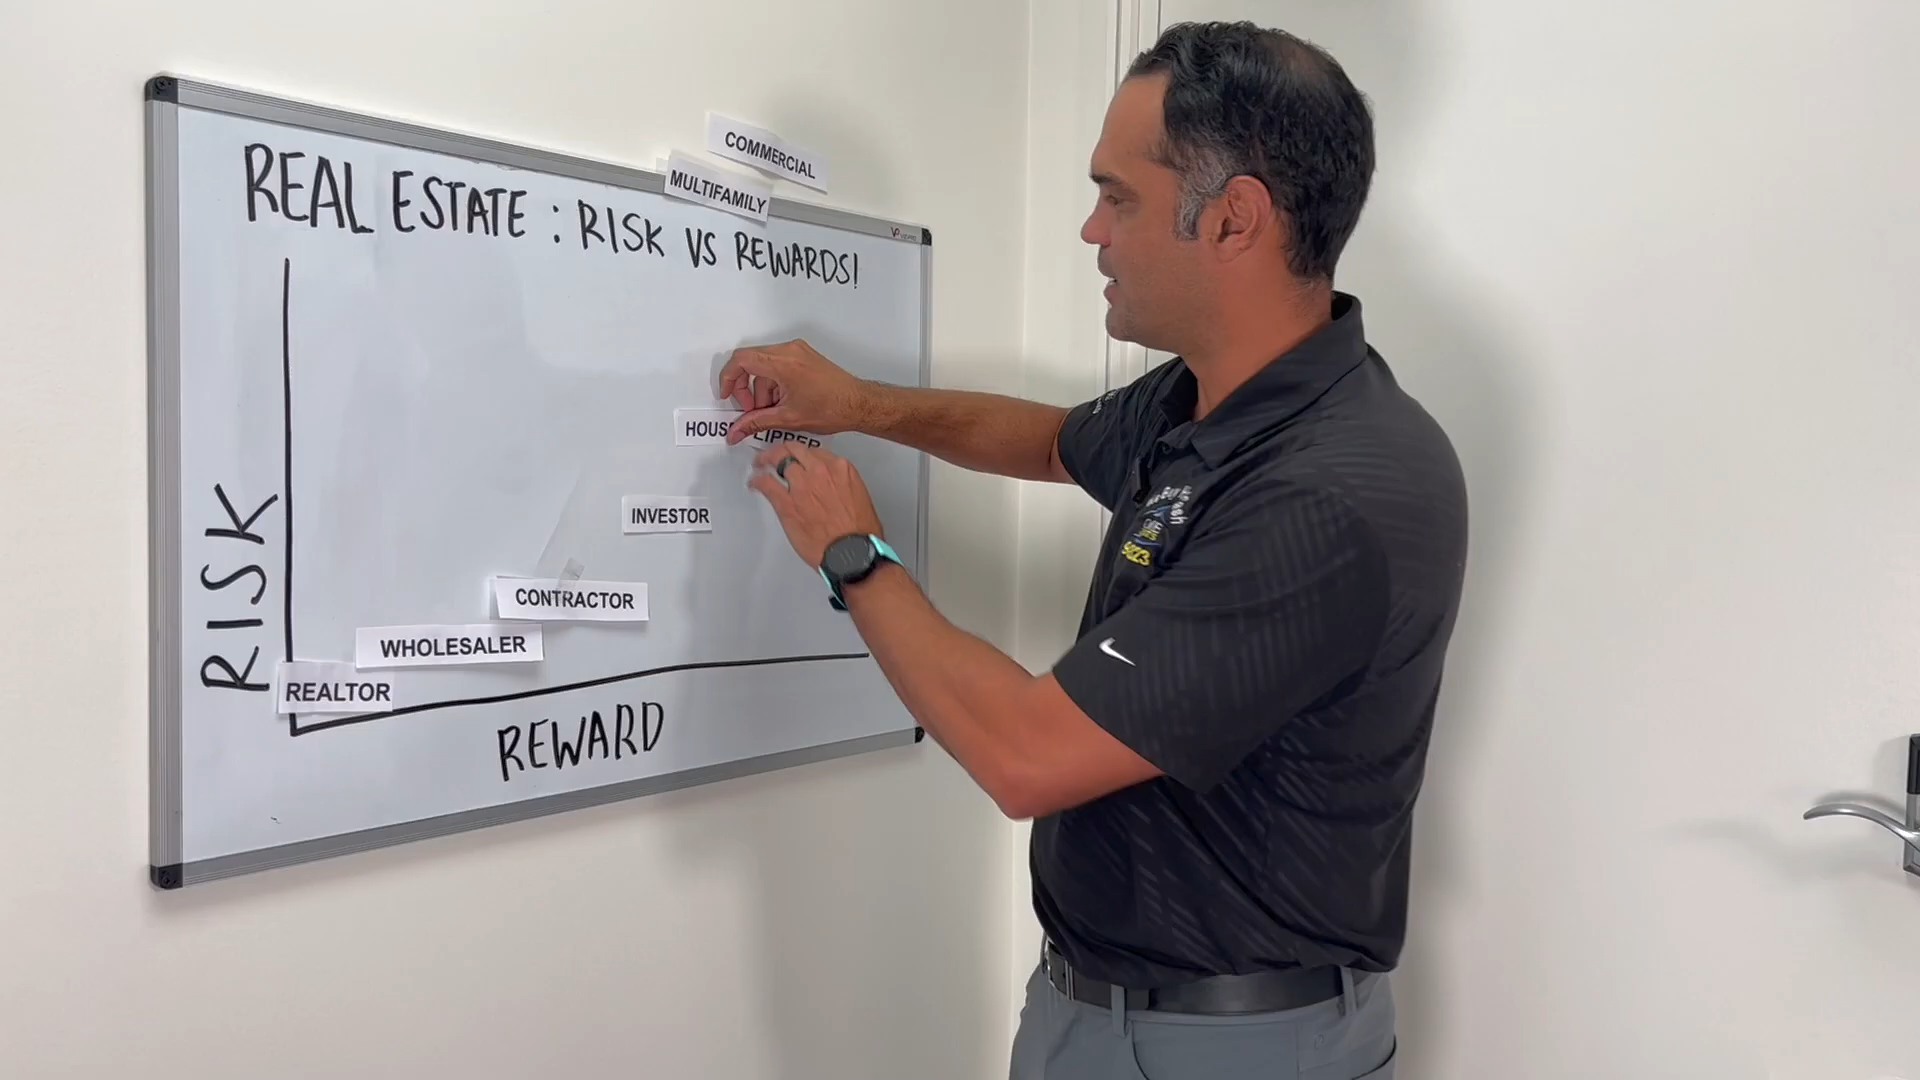 COMMERCIAL
MULTIFAMILY
REAL ESTATE : RISK VS REWARDS!
HOUSE FLIPPER
INVESTOR
CONTRACTOR
WHOLESALER
REALTOR
RISK
REWARD